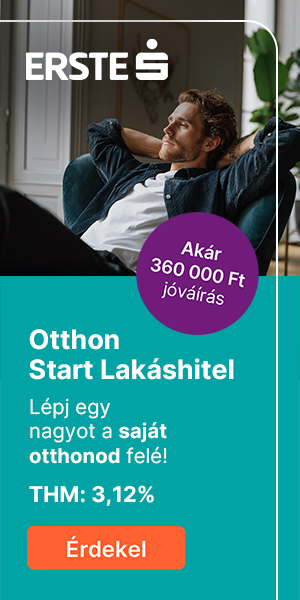 ERSTE
Akár
360 000 Ft
jóváírás
Otthon
Start Lakáshitel
Lépj egy
nagyot a saját
otthonod felé!
THM: 3,12%
Érdekel